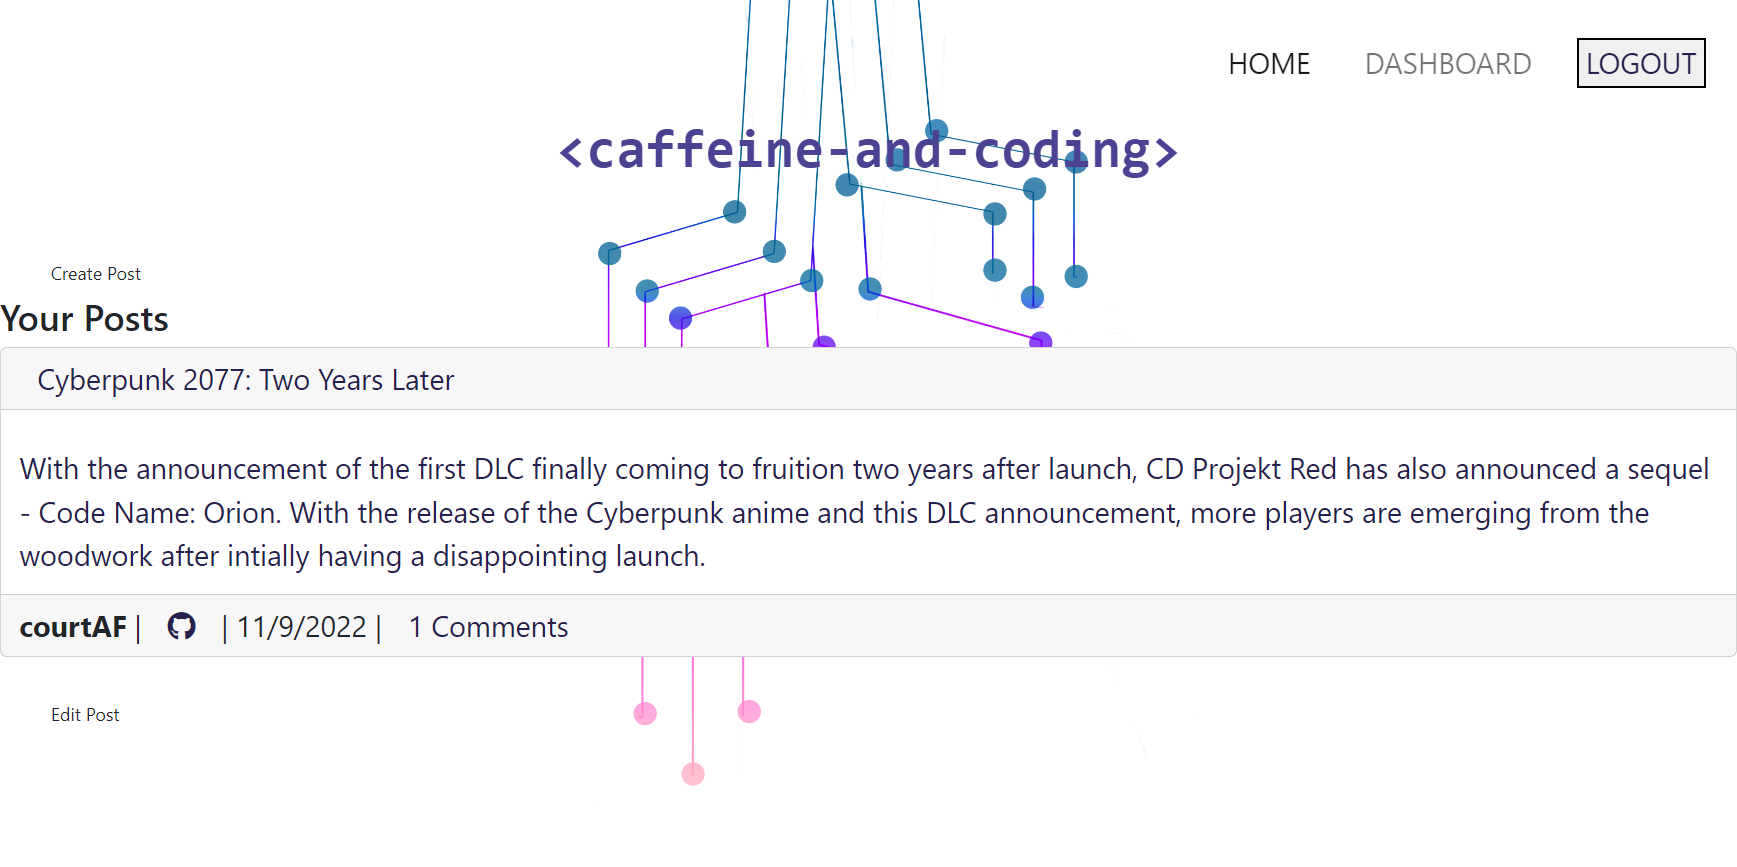 HOME DASHBOARD LOGOUT
<caffeine-and-coding>
Create Post
Your Posts
Cyberpunk 2077: Two Years Later
With the announcement of the first DLC finally coming to fruition two years after launch, CD Projekt Red has also announced a sequel
- Code Name: Orion. With the release of the Cyberpunk anime and this DLC announcement, more players are emerging from the
woodwork after intially having a disappointing launch.
courtAF | | 11/9/2022 | 1 Comments
Edit Post